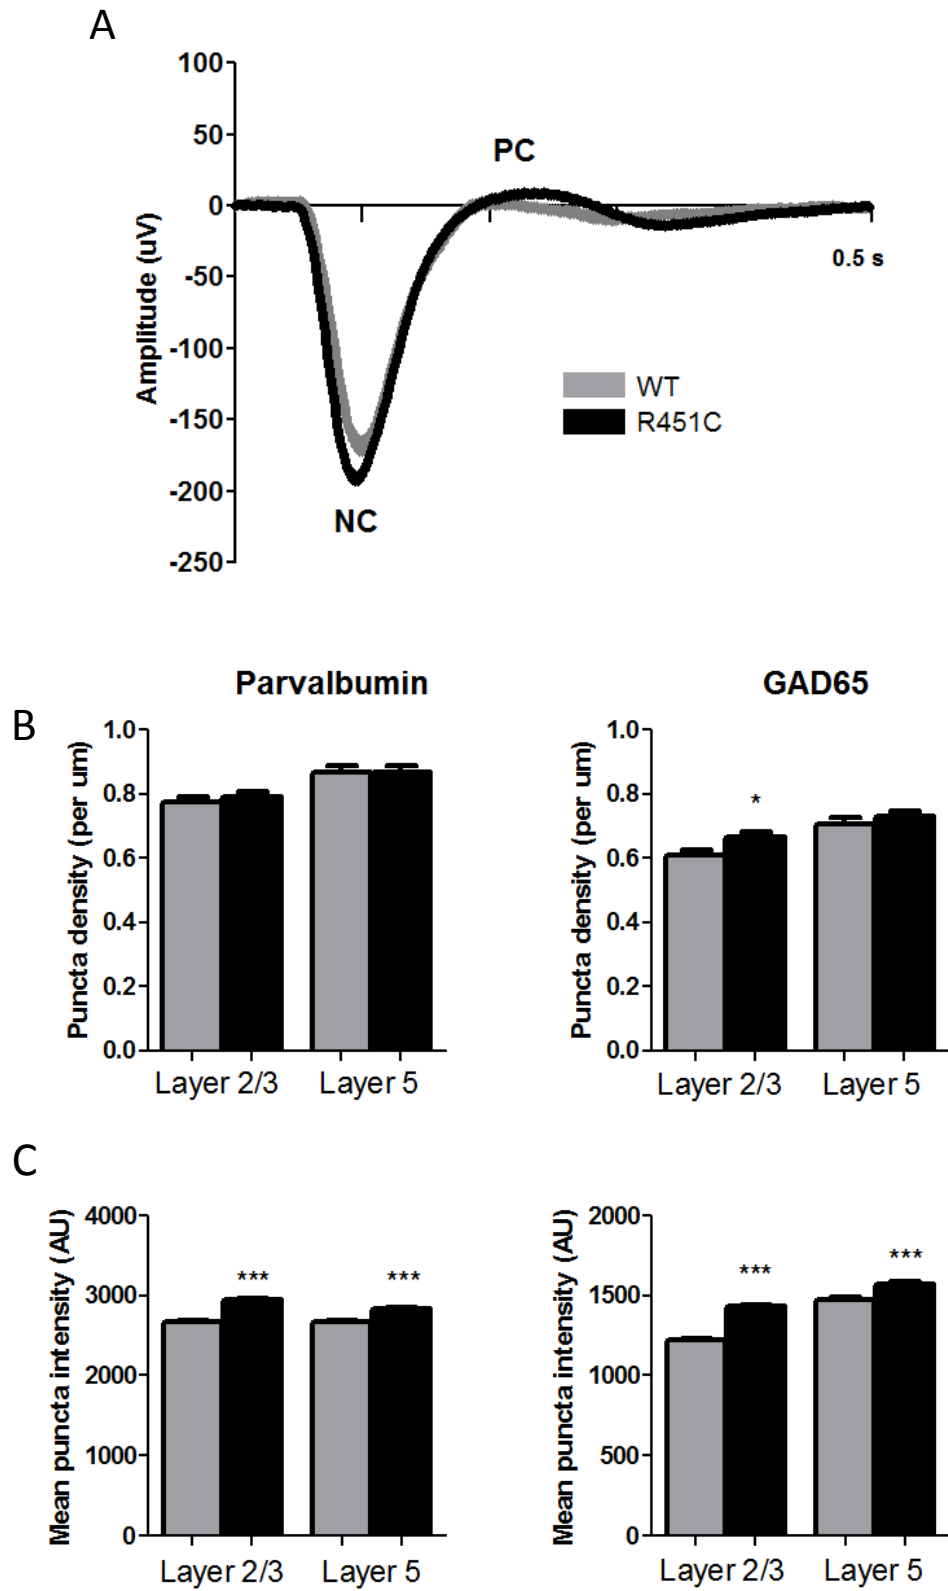 A
100
50
0
-50
-100
-150
-200
-250
Amplitude (uV)
PC
NC
0.5 s
WT
R451C
B
Parvalbumin
GAD65
Puncta density (per um)
1.0
0.8
0.6
0.4
0.2
0.0
Layer 2/3 Layer 5
Puncta density (per um)
1.0
0.8
0.6
0.4
0.2
0.0
*
Layer 2/3 Layer 5
C
Mean puncta intensity (AU)
4000
3000
2000
1000
0
*** ***
Layer 2/3 Layer 5
Mean puncta intensity (AU)
2000
1500
1000
500
0
*** ***
Layer 2/3 Layer 5